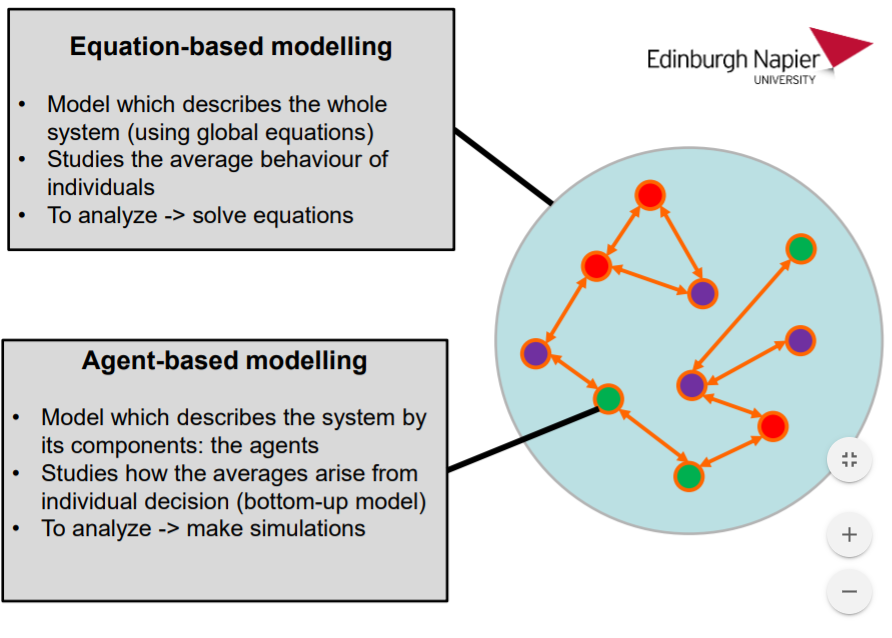 Equation-based modelling
• Model which describes the whole
system (using global equations)
• Studies the average behaviour of
individuals
• To analyze -> solve equations
Edinburgh Napier
UNIVERSITY
Agent-based modelling
• Model which describes the system by
its components: the agents
• Studies how the averages arise from
individual decision (bottom-up model)
• To analyze -> make simulations